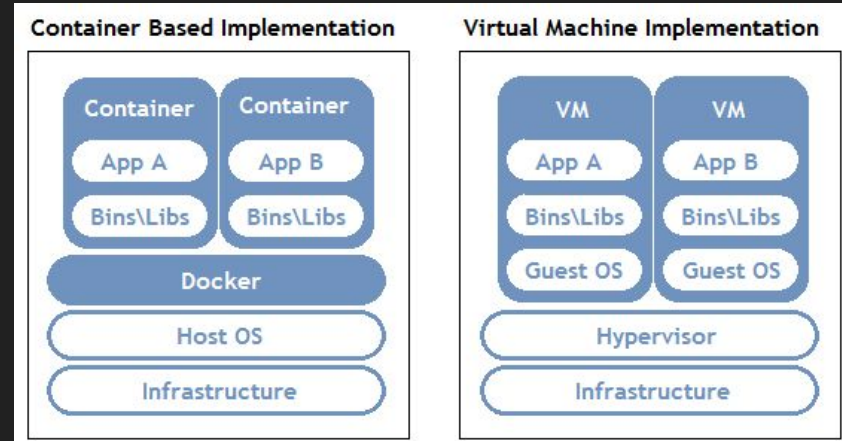 Container Based Implementation
Container
App A
Bins\Libs
Container
App B
Bins\Libs
Docker
Host OS
Infrastructure
Virtual Machine Implementation
VM
App A
Bins\Libs
Guest OS
VM
App B
Bins\Libs
Guest OS
Hypervisor
Infrastructure